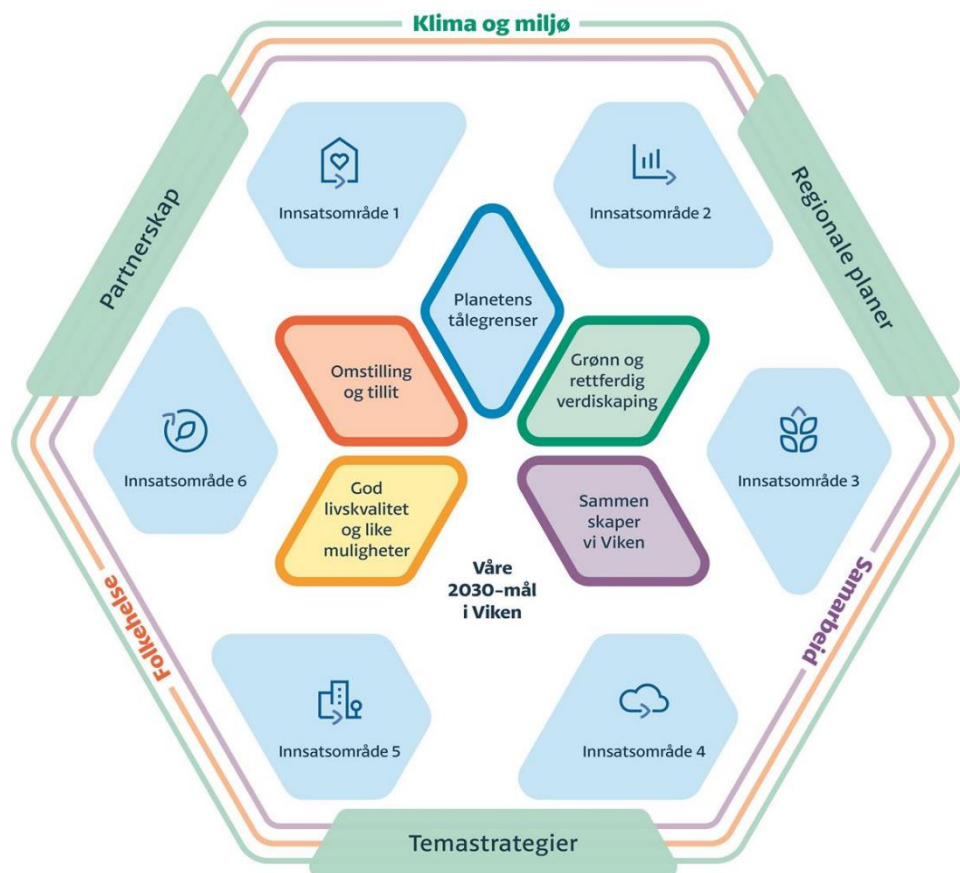 Klima og miljø
Partnerskap
Regionale planer
Innsatsområde 1
Innsatsområde 2
Planetens
tålegrenser
Omstilling
og tillit
Grønn og
rettferdig
verdiskaping
Innsatsområde 6
Innsatsområde 3
God
livskvalitet
og like
muligheter
Sammen
skaper
vi Viken
Våre
2030-mål
i Viken
Folkehelse
Samarbeid
Innsatsområde 5
Innsatsområde 4
Temastrategier